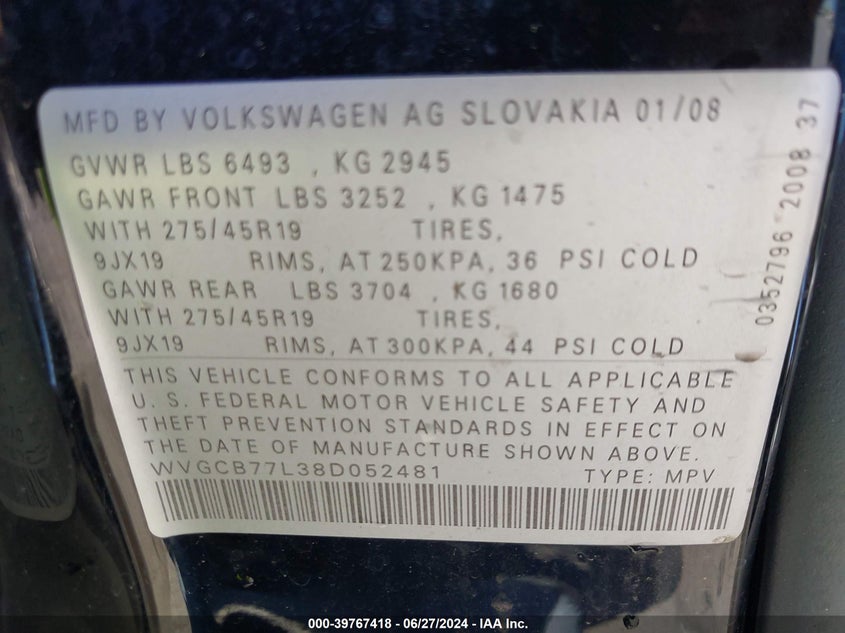 MFD BY VOLKSWAGEN AG SLOVAKIA 01/08
GVWR LBS 6493 , KG 2945
GAWR FRONT LBS 3252 , KG 1475
WITH 275/45R19 TIRES,
9JX19 RIMS, AT 250KPA, 36 PSI COLD
GAWR REAR LBS 3704 , KG 1680
WITH 275/45R19 TIRES,
9JX19 RIMS, AT 300KPA, 44 PSI COLD
THIS VEHICLE CONFORMS TO ALL APPLICABLE
U. S. FEDERAL MOTOR VEHICLE SAFETY AND
THEFT PREVENTION STANDARDS IN EFFECT ON
THE DATE OF MANUFACTURE SHOWN ABOVE.
WVGCB77L38D052481 TYPE: MPV
0352796 2008 37
000-39767418 - 06/27/2024 - IAA Inc.